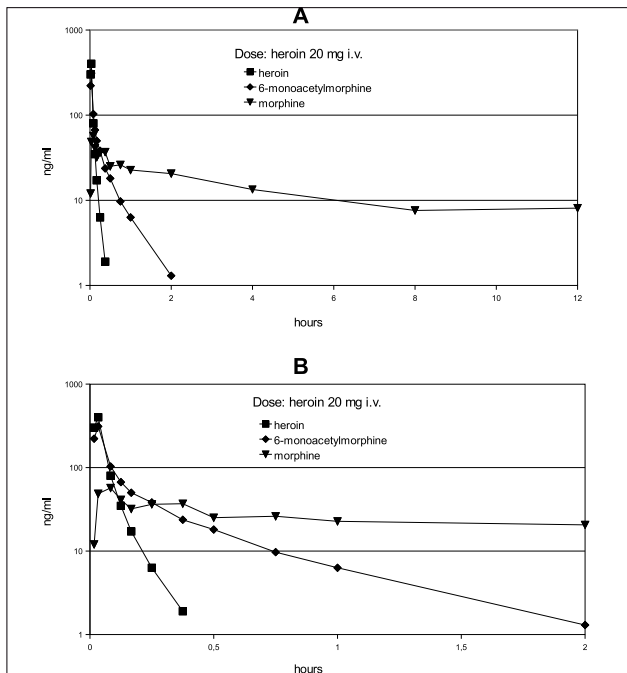 A
1000
100
10
1
ng/ml
Dose: heroin 20 mg i.v.
heroin
6-monoacetylmorphine
morphine
0
2
4
6
8
10
12
hours
B
1000
100
10
1
ng/ml
Dose: heroin 20 mg i.v.
heroin
6-monoacetylmorphine
morphine
0
0,5
1
1,5
2
hours